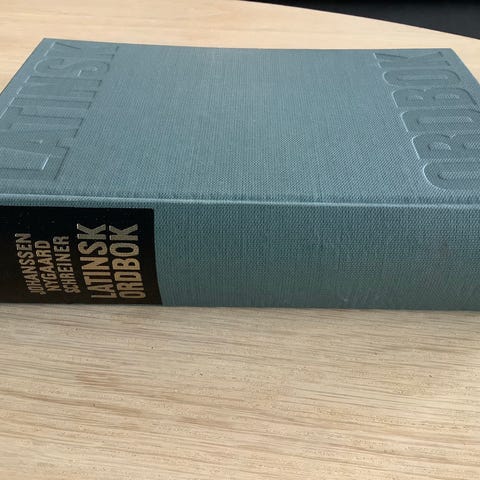 LATINSK
ORDBOK
JOHANSSEN
NYGAARD
SCHREINER
LATINSK
ORDBOK